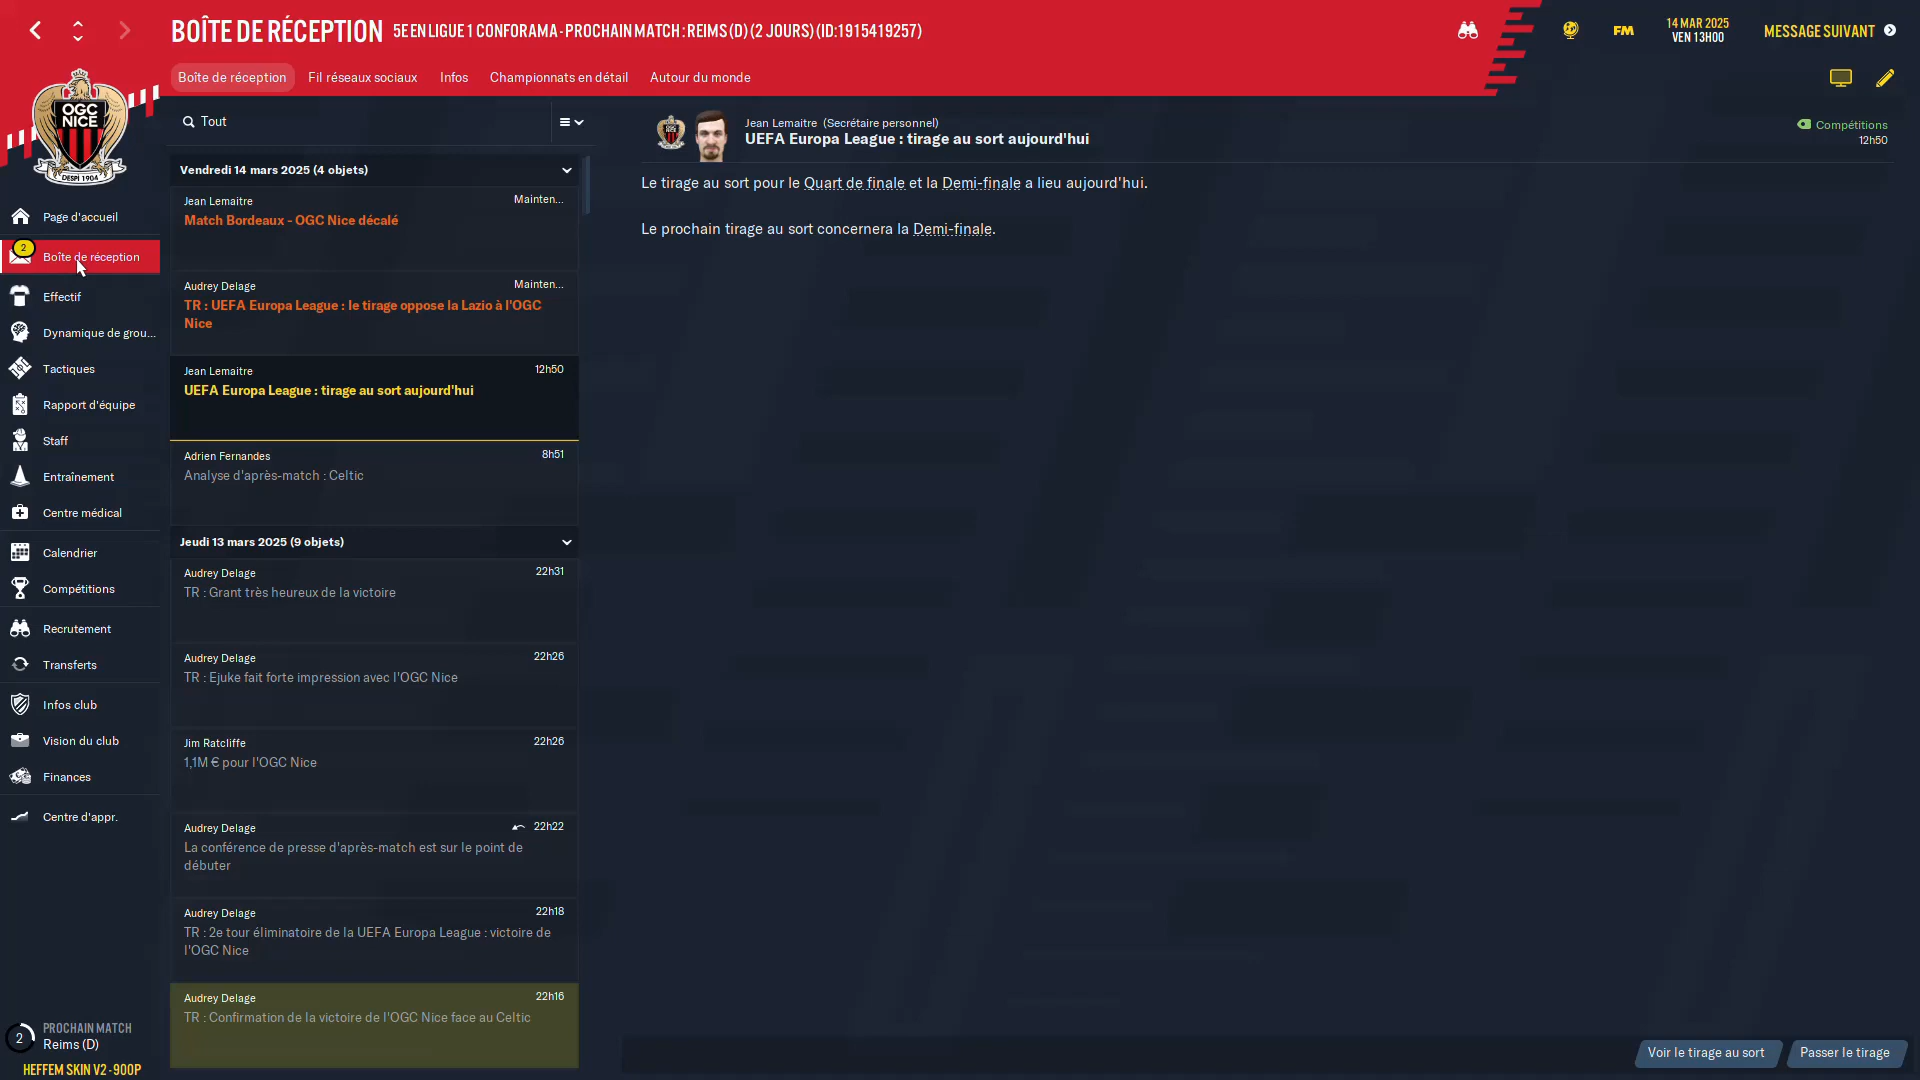 BOÎTE DE RÉCEPTION
5E EN LIGUE 1 CONFORAMA - PROCHAIN MATCH : REIMS (D) (2 JOURS) (ID:1915419257)
FM
14 MAR 2025
VEN 13H00
MESSAGE SUIVANT
Boîte de réception
Fil réseaux sociaux
Infos
Championnats en détail
Autour du monde
OGC
NICE
DEPUIS 1904
Page d'accueil
2
Boîte de réception
Effectif
Dynamique de grou...
Tactiques
Rapport d'équipe
Staff
Entraînement
Centre médical
Calendrier
Compétitions
Recrutement
Transferts
Infos club
Vision du club
Finances
Centre d'appr.
2
PROCHAIN MATCH
Reims (D)
HEFFEM SKIN V2 - 900P
Tout
Vendredi 14 mars 2025 (4 objets)
Jean Lemaitre
Mainten...
Match Bordeaux - OGC Nice décalé
Audrey Delage
Mainten...
TR : UEFA Europa League : le tirage oppose la Lazio à l'OGC
Nice
Jean Lemaitre
12h50
UEFA Europa League : tirage au sort aujourd'hui
Adrien Fernandes
8h51
Analyse d'après-match : Celtic
Jeudi 13 mars 2025 (9 objets)
Audrey Delage
22h31
TR : Grant très heureux de la victoire
Audrey Delage
22h26
TR : Ejuke fait forte impression avec l'OGC Nice
Jim Ratcliffe
22h26
1,1M € pour l'OGC Nice
Audrey Delage
22h22
La conférence de presse d'après-match est sur le point de
débuter
Audrey Delage
22h18
TR : 2e tour éliminatoire de la UEFA Europa League : victoire de
l'OGC Nice
Audrey Delage
22h16
TR : Confirmation de la victoire de l'OGC Nice face au Celtic
OGC
NICE
Jean Lemaitre (Secrétaire personnel)
UEFA Europa League : tirage au sort aujourd'hui
Compétitions
12h50
Le tirage au sort pour le Quart de finale et la Demi-finale a lieu aujourd'hui.
Le prochain tirage au sort concernera la Demi-finale.
Voir le tirage au sort
Passer le tirage